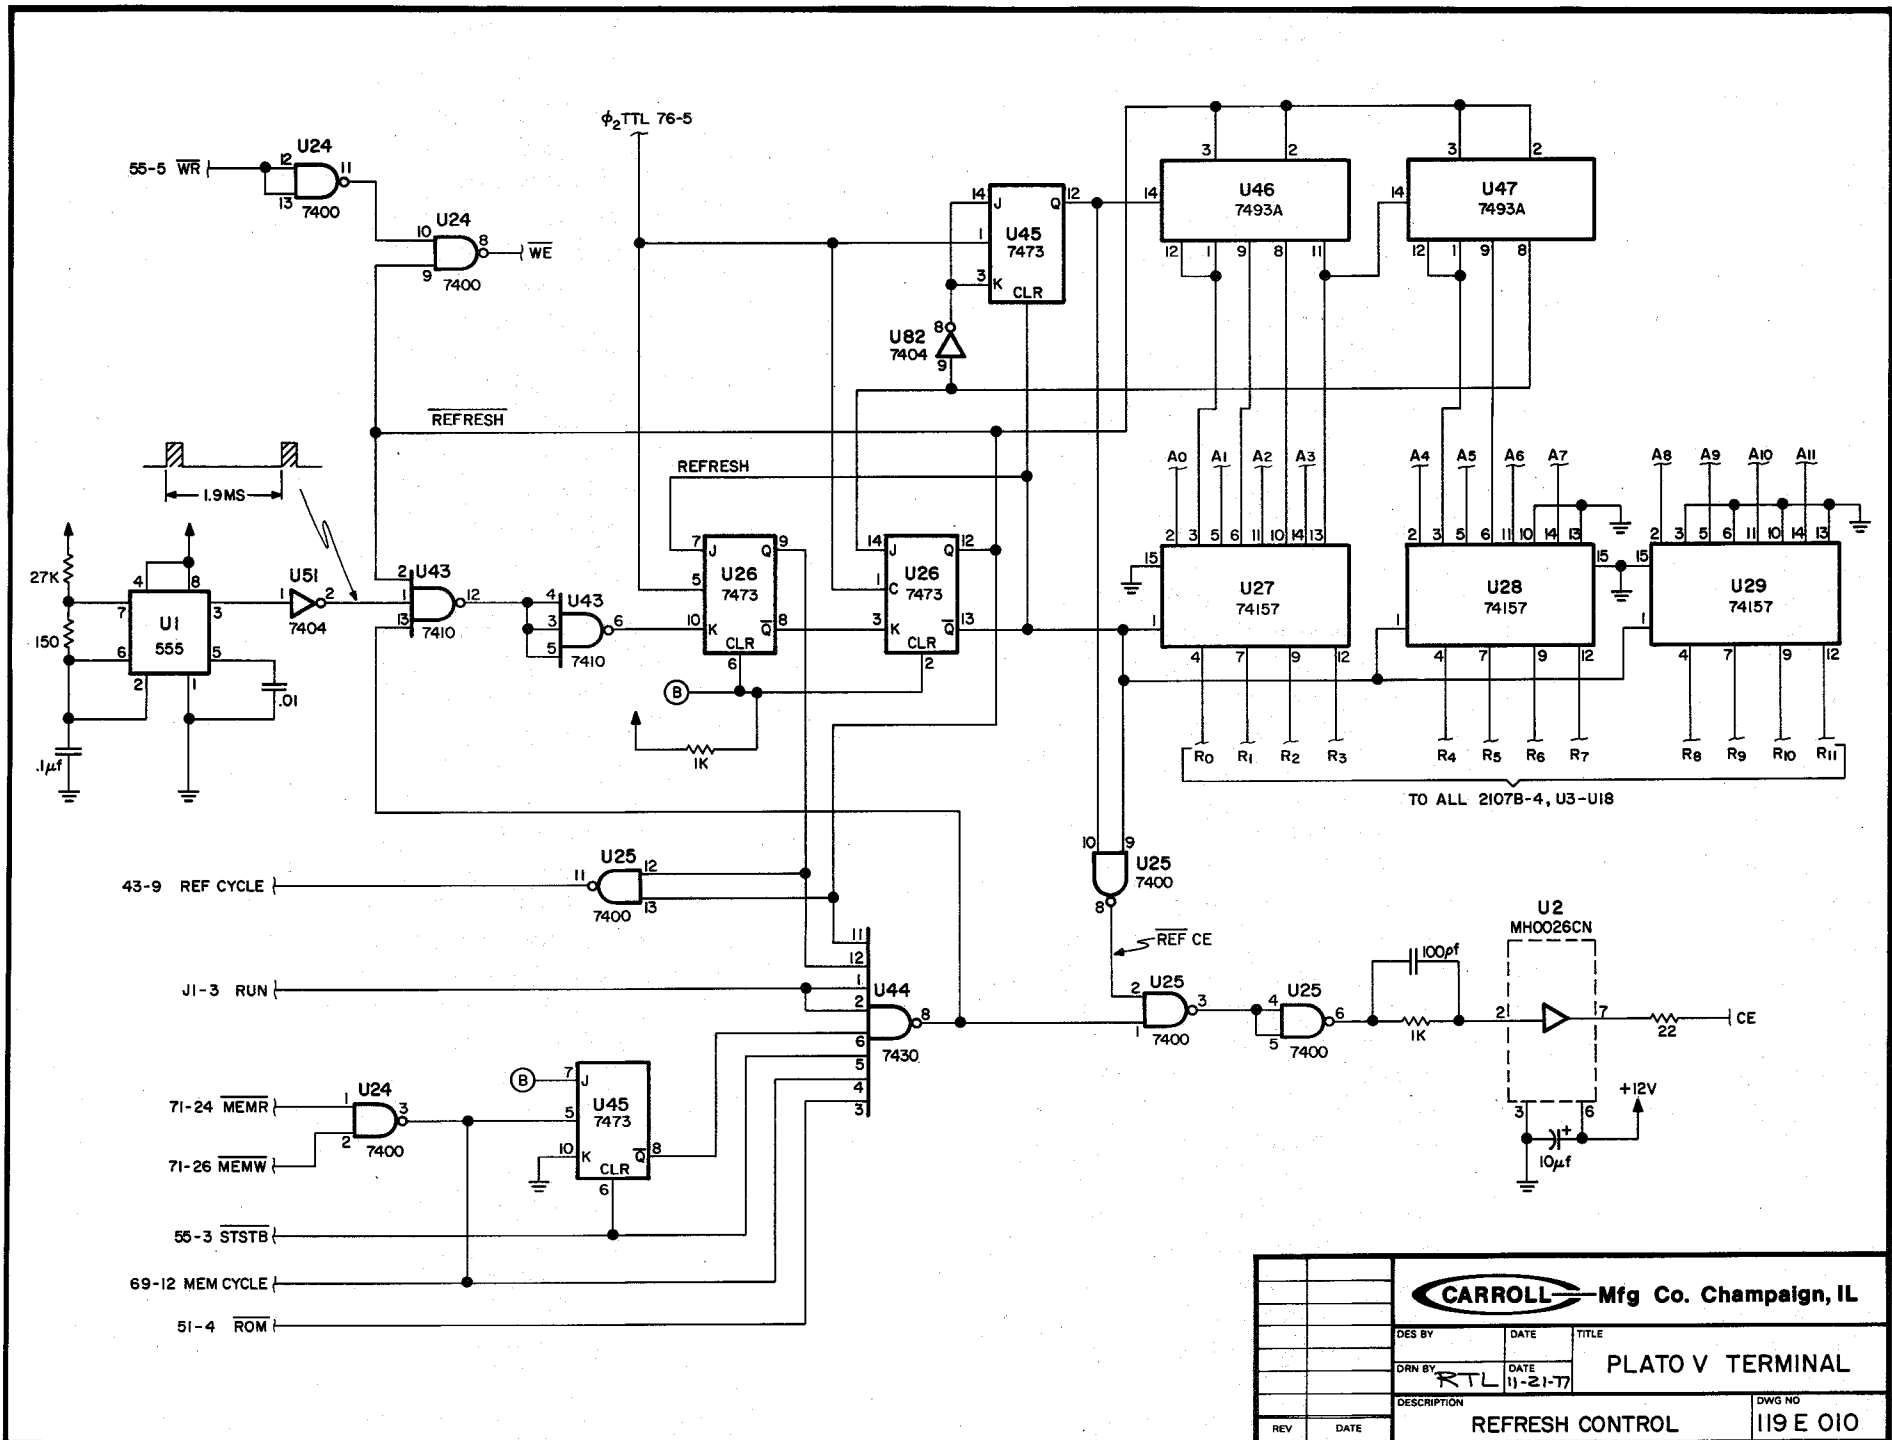 ϕ2TTL 76-5
55-5 WR
12
13
U24
11
7400
U24
10
9
8
7400
WE
14 J
Q 12
1
U45
7473
3 K
CLR
U82
7404
8
9
3
2
14
U46
7493A
12
1
9
8
11
3
2
14
U47
7493A
12
1
9
8
REFRESH
REFRESH
1.9MS
27K
150
.1µf
4
8
7
3
U1
555
6
5
2
1
.01
1
U51
2
7404
2
1
13
U43
12
7410
4
3
5
U43
6
7410
7 J
Q 9
5
U26
7473
10 K
Q 8
CLR
6
14 J
Q 12
1 C
U26
7473
3 K
Q 13
CLR
2
B
1K
A0
A1
A2
A3
2
3
5
6
11
10
14
13
15
U27
74157
1
4
7
9
12
R0
R1
R2
R3
A4
A5
A6
A7
2
3
5
6
11
10
14
13
15
U28
74157
1
4
7
9
12
R4
R5
R6
R7
A8
A9
A10
A11
2
3
5
6
11
10
14
13
15
U29
74157
1
4
7
9
12
R8
R9
R10
R11
TO ALL 2107B-4, U3-U18
43-9 REF CYCLE
11
U25
12
7400
13
10
9
U25
7400
8
REF CE
J1-3 RUN
11
12
1
2
U44
8
6
7430
5
4
3
2
1
U25
3
7400
4
5
U25
6
7400
100pf
1K
U2
MH0026CN
2
7
22
CE
3
6
+12V
+
10µf
71-24 MEMR
71-26 MEMW
1
2
U24
3
7400
B
7 J
5
U45
7473
10 K
Q 8
CLR
6
55-3 STSTB
69-12 MEM CYCLE
51-4 ROM
CARROLL Mfg Co. Champaign, IL
DES BY
DATE
TITLE
PLATO V TERMINAL
DRN BY
RTL
DATE
11-21-77
DESCRIPTION
REFRESH CONTROL
DWG NO
119 E 010
REV
DATE